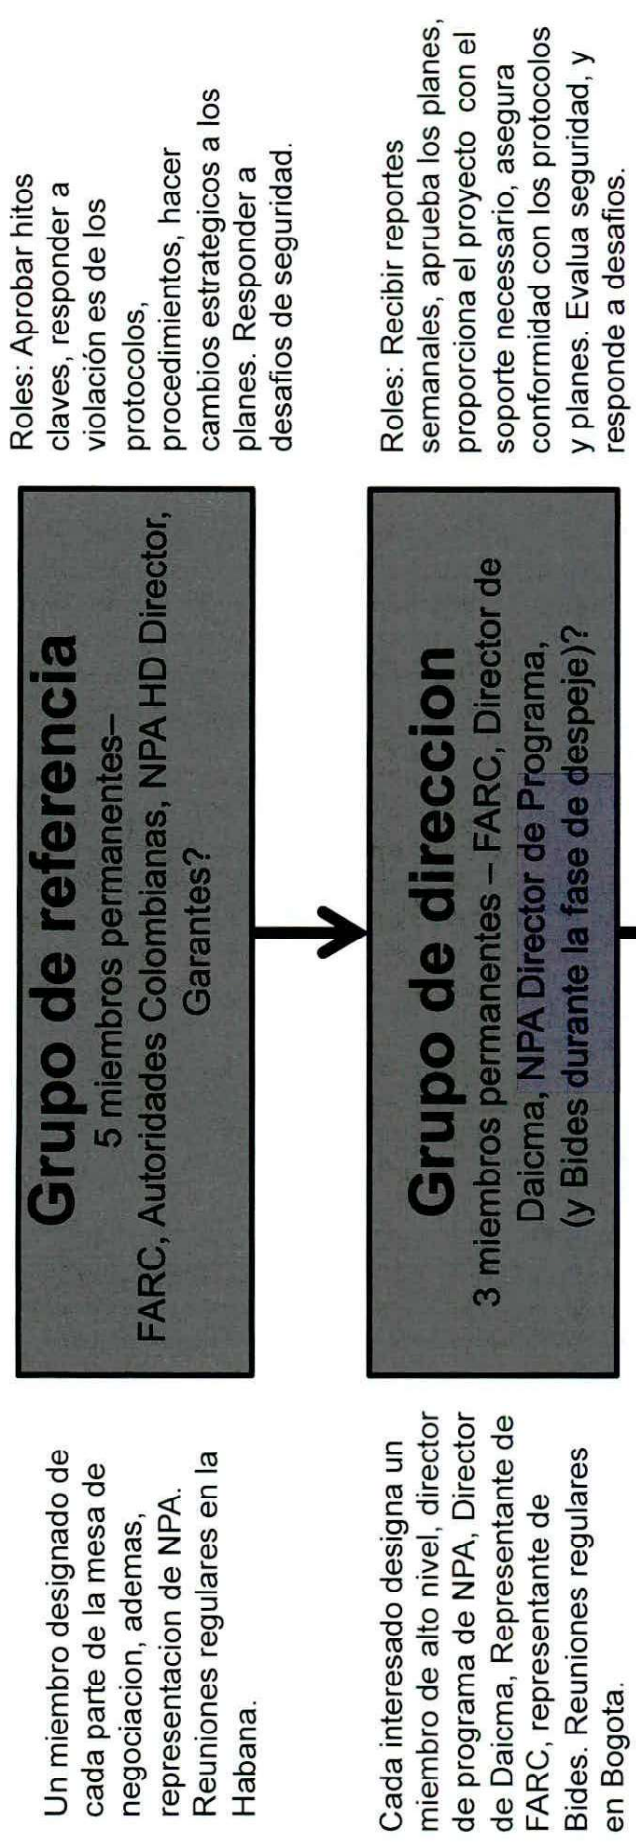 Un miembro designado de
cada parte de la mesa de
negociacion, ademas,
representacion de NPA.
Reuniones regulares en la
Habana.
Grupo de referencia
5 miembros permanentes–
FARC, Autoridades Colombianas, NPA HD Director,
Garantes?
Roles: Aprobar hitos
claves, responder a
violación es de los
protocolos,
procedimientos, hacer
cambios estrategicos a los
planes. Responder a
desafios de seguridad.
Cada interesado designa un
miembro de alto nivel, director
de programa de NPA, Director
de Daicma, Representante de
FARC, representante de
Bides. Reuniones regulares
en Bogota.
Grupo de direccion
3 miembros permanentes – FARC, Director de
Daicma, NPA Director de Programa,
(y Bides durante la fase de despeje)?
Roles: Recibir reportes
semanales, aprueba los planes,
proporciona el proyecto con el
soporte necessario, asegura
conformidad con los protocolos
y planes. Evalua seguridad, y
responde a desafios.